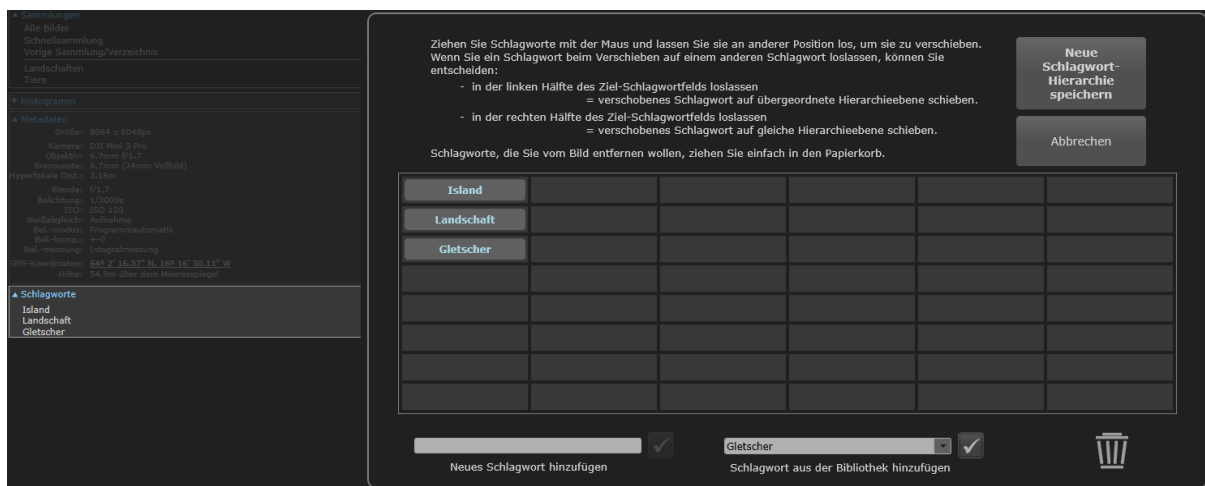 ▲ Sammlungen
Alle Bilder
Schnellsammlung
Vorige Sammlung/Verzeichnis
Landschaften
Tiere
▼ Histogramm
▲ Metadaten
Größe: 8064 x 6048px
Kamera: DJI Mini 3 Pro
Objektiv: 6.7mm f/1.7
Brennweite: 6.7mm (24mm Vollbild)
Hyperfokale Dist.: 3.16m
Blende: f/1.7
Belichtung: 1/2000s
ISO: ISO 120
Weißabgleich: Aufnahme
Bel.-modus: Programmautomatik
Bel.-komp.: +-0
Bel.-messung: Integralmessung
GPS-Koordinaten: 64º 2' 16.57" N, 16º 16' 30.11" W
Höhe: 54.9m über dem Meeresspiegel
▲ Schlagworte
Island
Landschaft
Gletscher
Ziehen Sie Schlagworte mit der Maus und lassen Sie sie an anderer Position los, um sie zu verschieben.
Wenn Sie ein Schlagwort beim Verschieben auf einem anderen Schlagwort loslassen, können Sie
entscheiden:
- in der linken Hälfte des Ziel-Schlagwortfelds loslassen
= verschobenes Schlagwort auf übergeordnete Hierarchieebene schieben.
- in der rechten Hälfte des Ziel-Schlagwortfelds loslassen
= verschobenes Schlagwort auf gleiche Hierarchieebene schieben.
Schlagworte, die Sie vom Bild entfernen wollen, ziehen Sie einfach in den Papierkorb.
Neue
Schlagwort-
Hierarchie
speichern
Abbrechen
Island
Landschaft
Gletscher
Neues Schlagwort hinzufügen
Gletscher
Schlagwort aus der Bibliothek hinzufügen